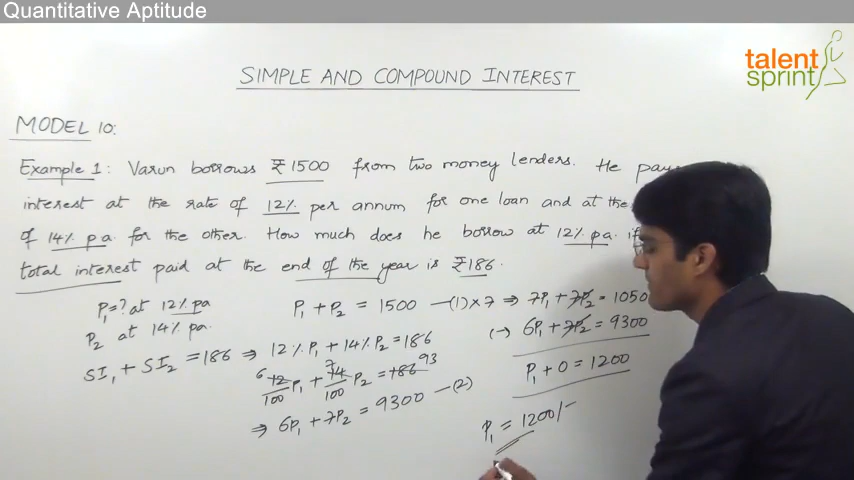 Quantitative Aptitude
talent
sprint
SIMPLE AND COMPOUND INTEREST
MODEL 10:
Example 1: Varun borrows ₹1500 from two money lenders. He pays
interest at the rate of 12% per annum for one loan and at the
of 14% p a. for the other. How much does he borrow at 12% pa. if
total interest paid at the end of the year is ₹186.
P₁=? at 12% pa
P₂ at 14% pa.
SI₁ + SI₂ = 186 ⇒ 12% P₁ + 14% P₂ = 186
P₁ + P₂ = 1500 —(1)×7 ⇒ 7P₁ + 7P₂ = 1050
(-) 6P₁ + 7P₂ = 9300
6 12/100 P₁ + 7 14/100 P₂ = 186 93
P₁ + 0 = 1200
⇒ 6P₁ + 7P₂ = 9300 —(2)
P₁ = 1200/-